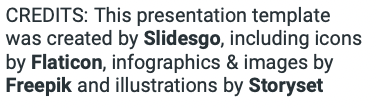 CREDITS: This presentation template
was created by Slidesgo, including icons
by Flaticon, infographics & images by
Freepik and illustrations by Storyset